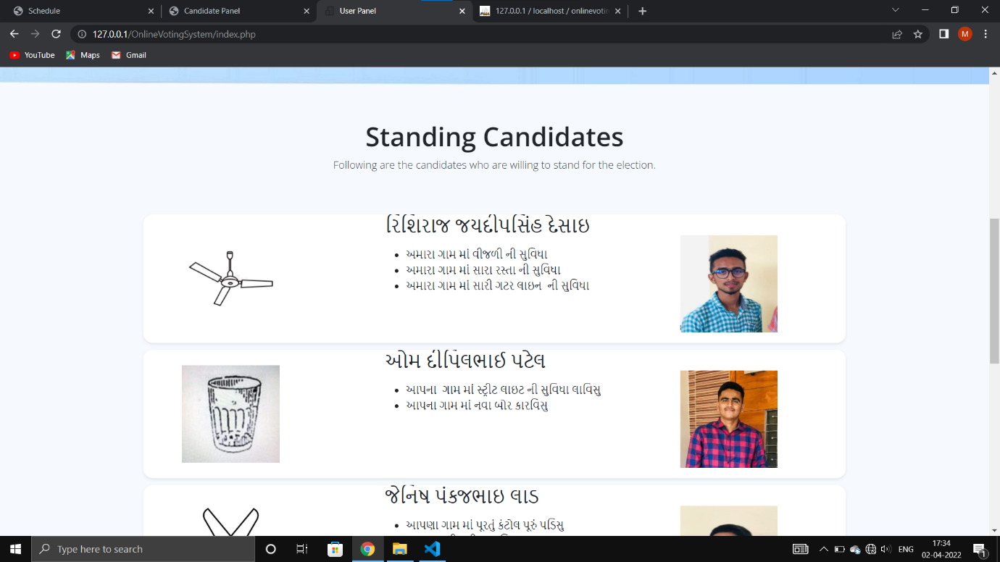 Schedule
Candidate Panel
User Panel
127.0.0.1 / localhost / onlinevotin
127.0.0.1/OnlineVotingSystem/index.php
M
YouTube
Maps
Gmail
Standing Candidates
Following are the candidates who are willing to stand for the election.
રિશિરાજ જયદીપસિંહ દેસાઇ
અમારા ગામ માં વીજળી ની સુવિધા
અમારા ગામ માં સારા રસ્તા ની સુવિધા
અમારા ગામ માં સારી ગટર લાઇન ની સુવિધા
ઓમ દીપિલભાઈ પટેલ
આપના ગામ માં સ્ટ્રીટ લાઇટ ની સુવિધા લાવિસુ
આપના ગામ માં નવા બોર કારવિસુ
જેનિષ પંકજભાઇ લાડ
આપણા ગામ માં પૂરતું કંટોલ પૂરું પડિસુ
Type here to search
ENG
17:34
02-04-2022
1